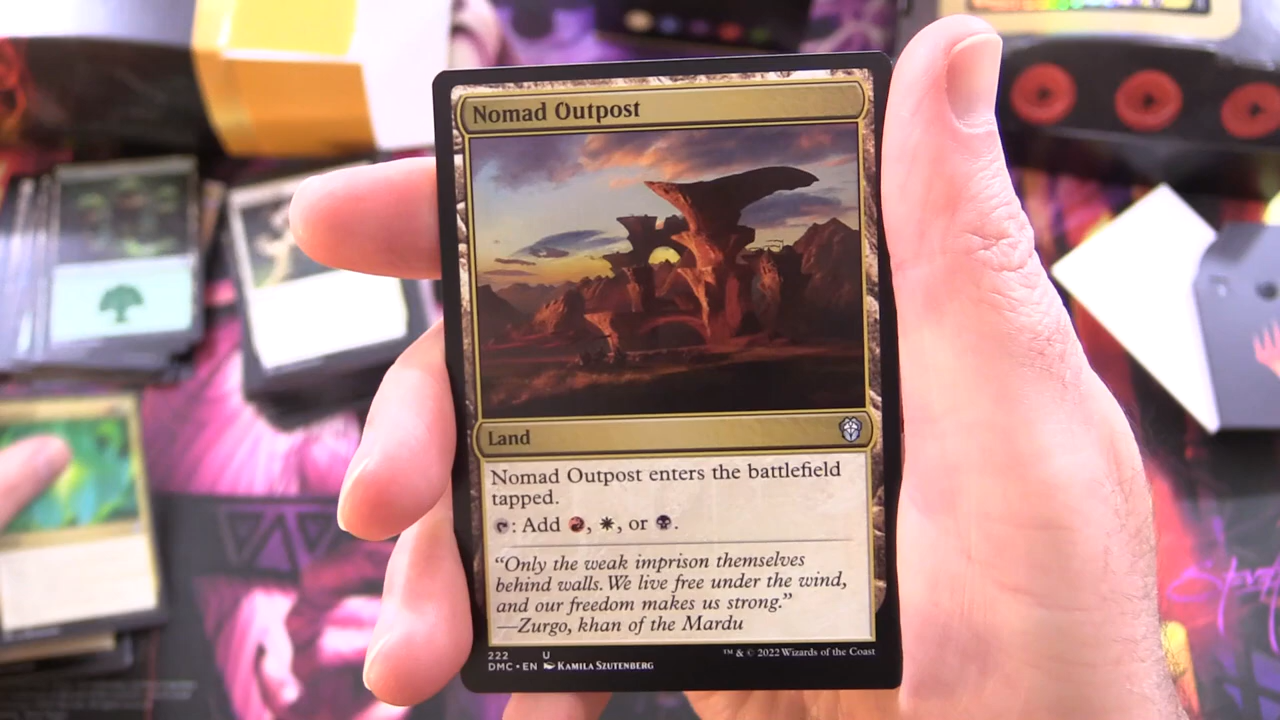 Nomad Outpost
Land
Nomad Outpost enters the battlefield
tapped.
: Add , , or .
“Only the weak imprison themselves
behind walls. We live free under the wind,
and our freedom makes us strong.”
—Zurgo, khan of the Mardu
222 U
DMC • EN KAMILA SZUTENBERG
™ & © 2022 Wizards of the Coast